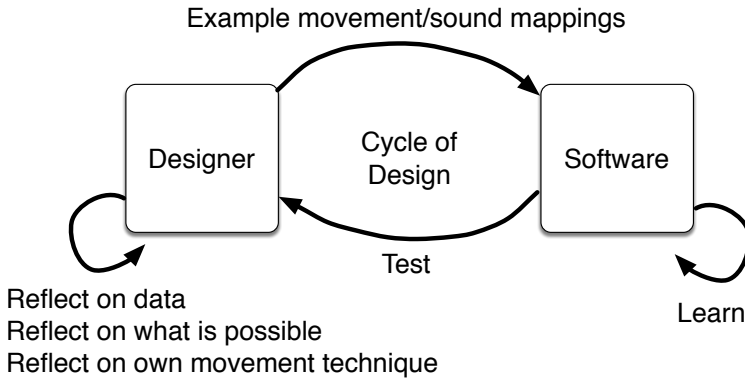 Example movement/sound mappings
Designer
Cycle of
Design
Software
Test
Reflect on data
Reflect on what is possible
Reflect on own movement technique
Learn